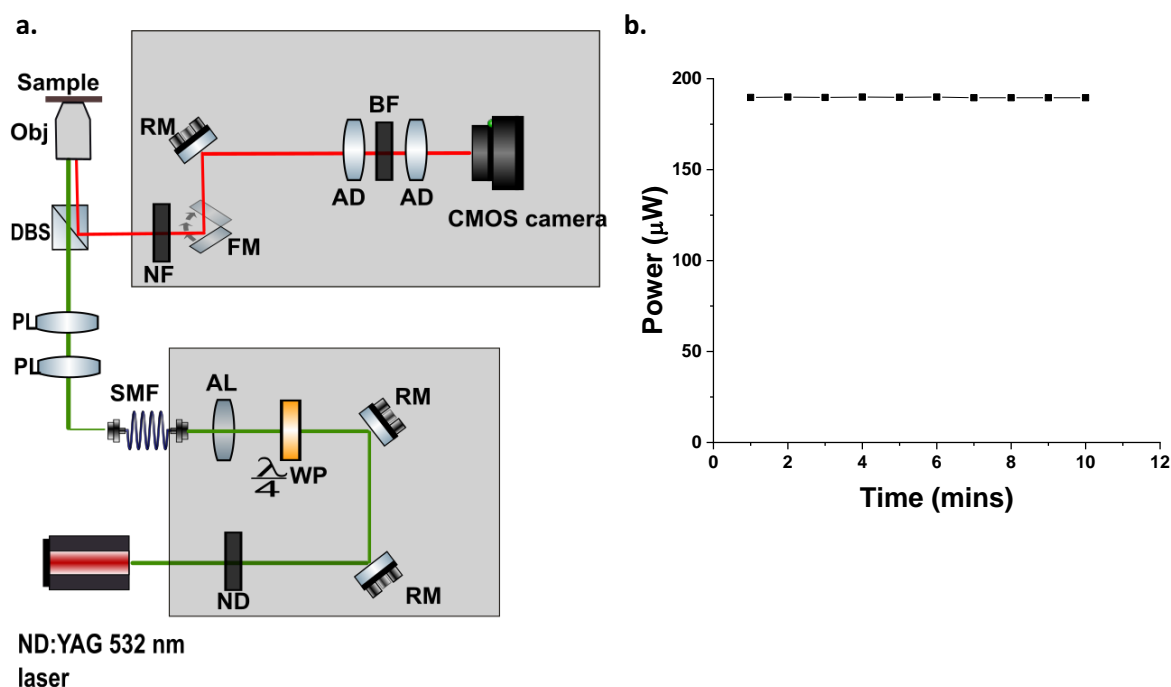 a.
Sample
Obj
RM
BF
AD
AD
CMOS camera
DBS
NF
FM
PL
PL
SMF
AL
RM
λ/4 WP
ND
RM
ND:YAG 532 nm
laser
b.
200
150
100
50
0
0 2 4 6 8 10 12
Power (μW)
Time (mins)